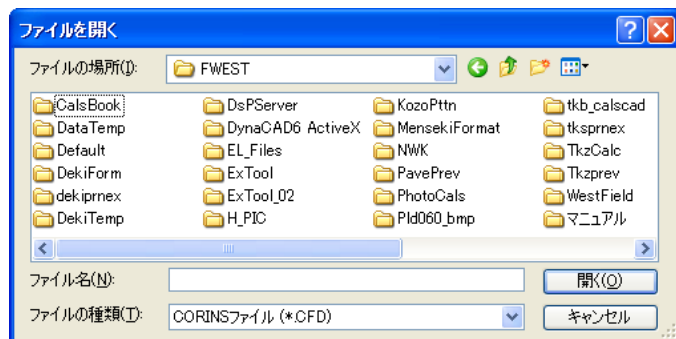 ファイルを開く
ファイルの場所(I): FWEST
CalsBook DsPServer KozoPttn tkb_calscad
DataTemp DynaCAD6 ActiveX MensekiFormat tksprnex
Default EL_Files NWK TkzCalc
DekiForm ExTool PavePrev Tkzprev
dekiprnex ExTool_02 PhotoCals WestField
DekiTemp H_PIC Pld060_bmp マニュアル
ファイル名(N): 開く(O)
ファイルの種類(T): CORINSファイル (*.CFD) キャンセル